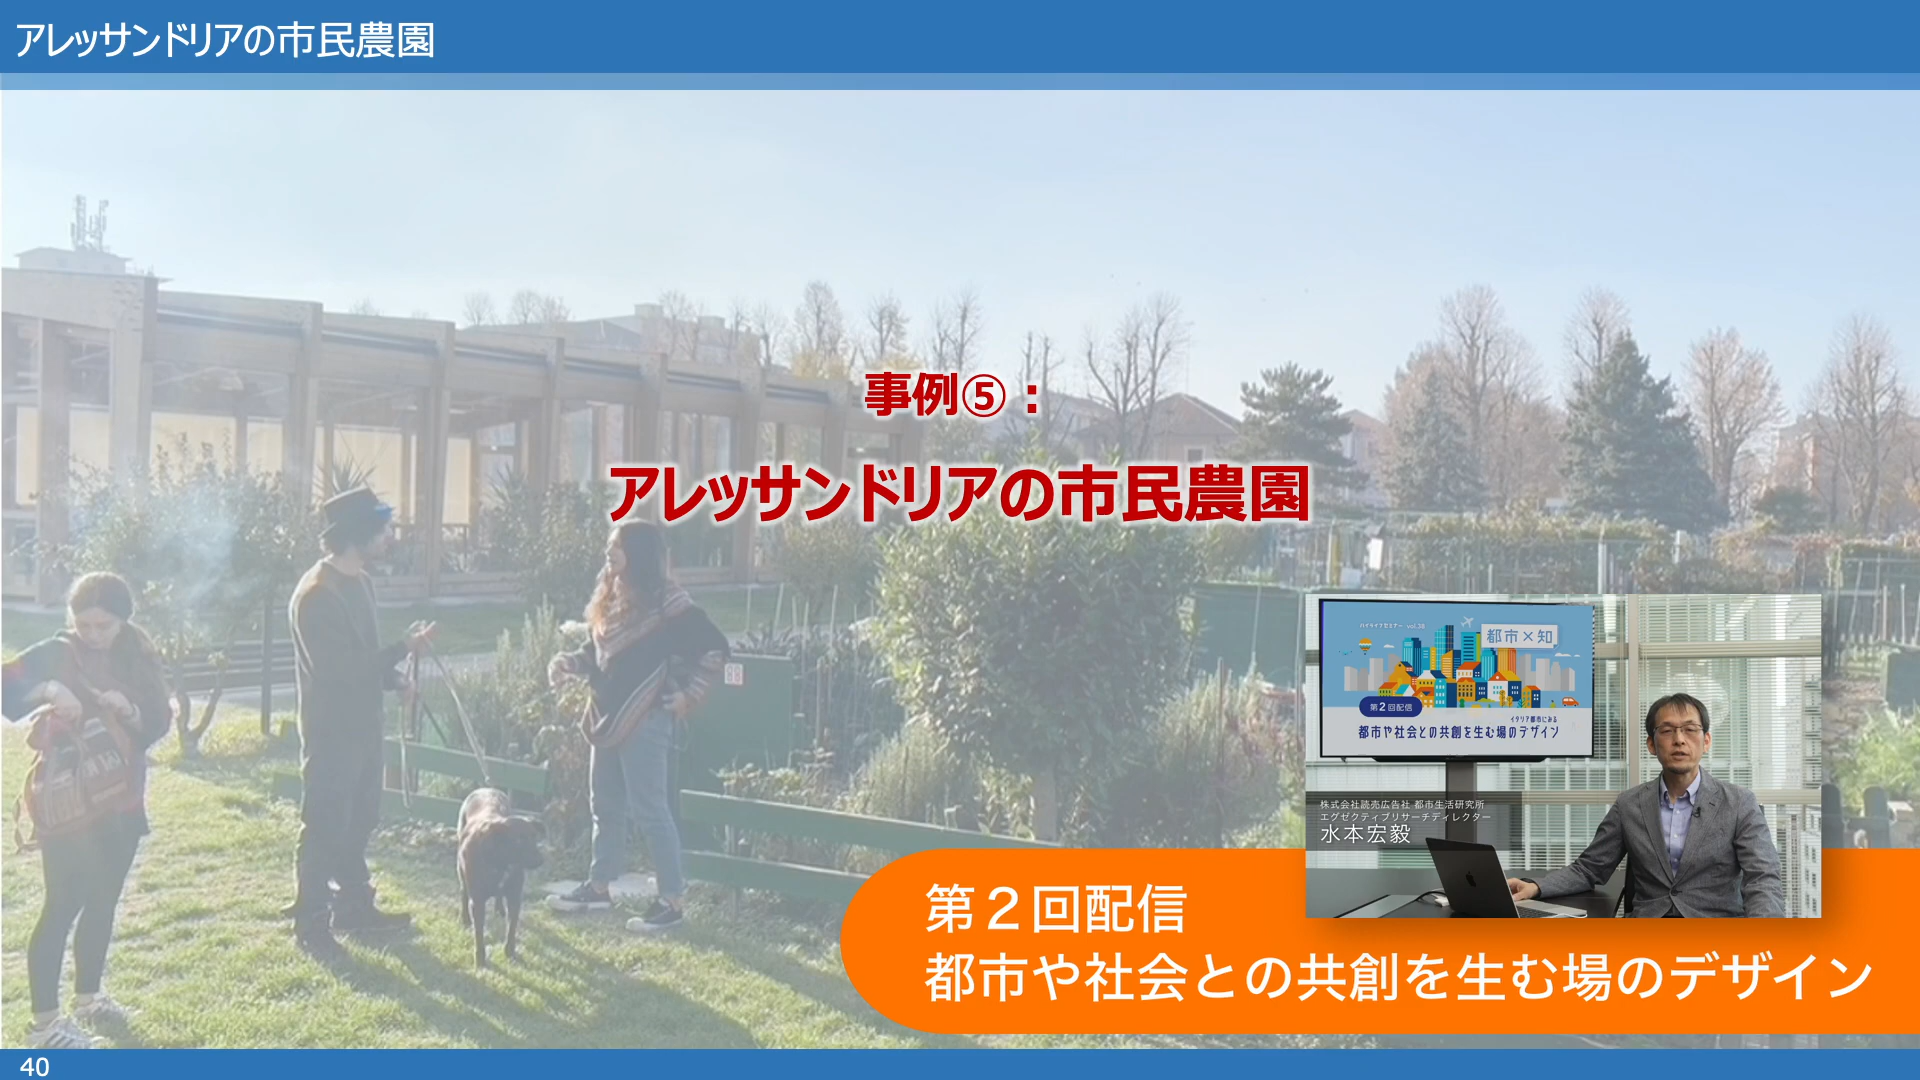 アレッサンドリアの市民農園
事例⑤：
アレッサンドリアの市民農園
ハイライフセミナー vol.38
都市×知
第2回配信
イタリア都市にみる
都市や社会との共創を生む場のデザイン
株式会社読売広告社 都市生活研究所
エグゼクティブリサーチディレクター
水本宏毅
第２回配信
都市や社会との共創を生む場のデザイン
40